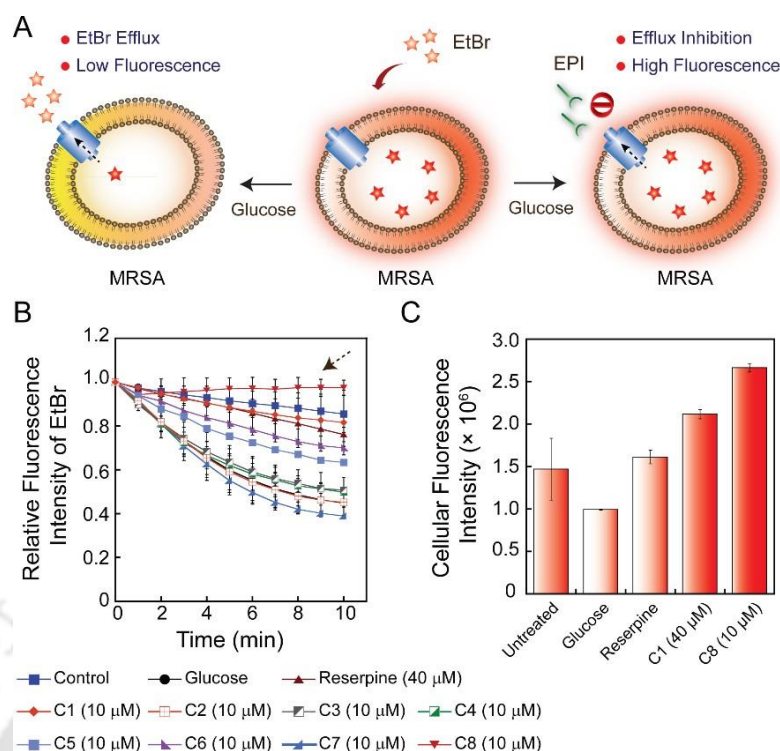 A
● EtBr Efflux
● Low Fluorescence
EtBr
EPI
● Efflux Inhibition
● High Fluorescence
Glucose
Glucose
MRSA
MRSA
MRSA
B
Relative Fluorescence
Intensity of EtBr
1.2
1.0
0.8
0.6
0.4
0.2
0
0 2 4 6 8 10
Time (min)
C
Cellular Fluorescence
Intensity (× 10⁶)
3.0
2.5
2.0
1.5
1.0
0.5
0
Untreated
Glucose
Reserpine
C1 (40 μM)
C8 (10 μM)
Control Glucose Reserpine (40 μM)
C1 (10 μM) C2 (10 μM) C3 (10 μM) C4 (10 μM)
C5 (10 μM) C6 (10 μM) C7 (10 μM) C8 (10 μM)